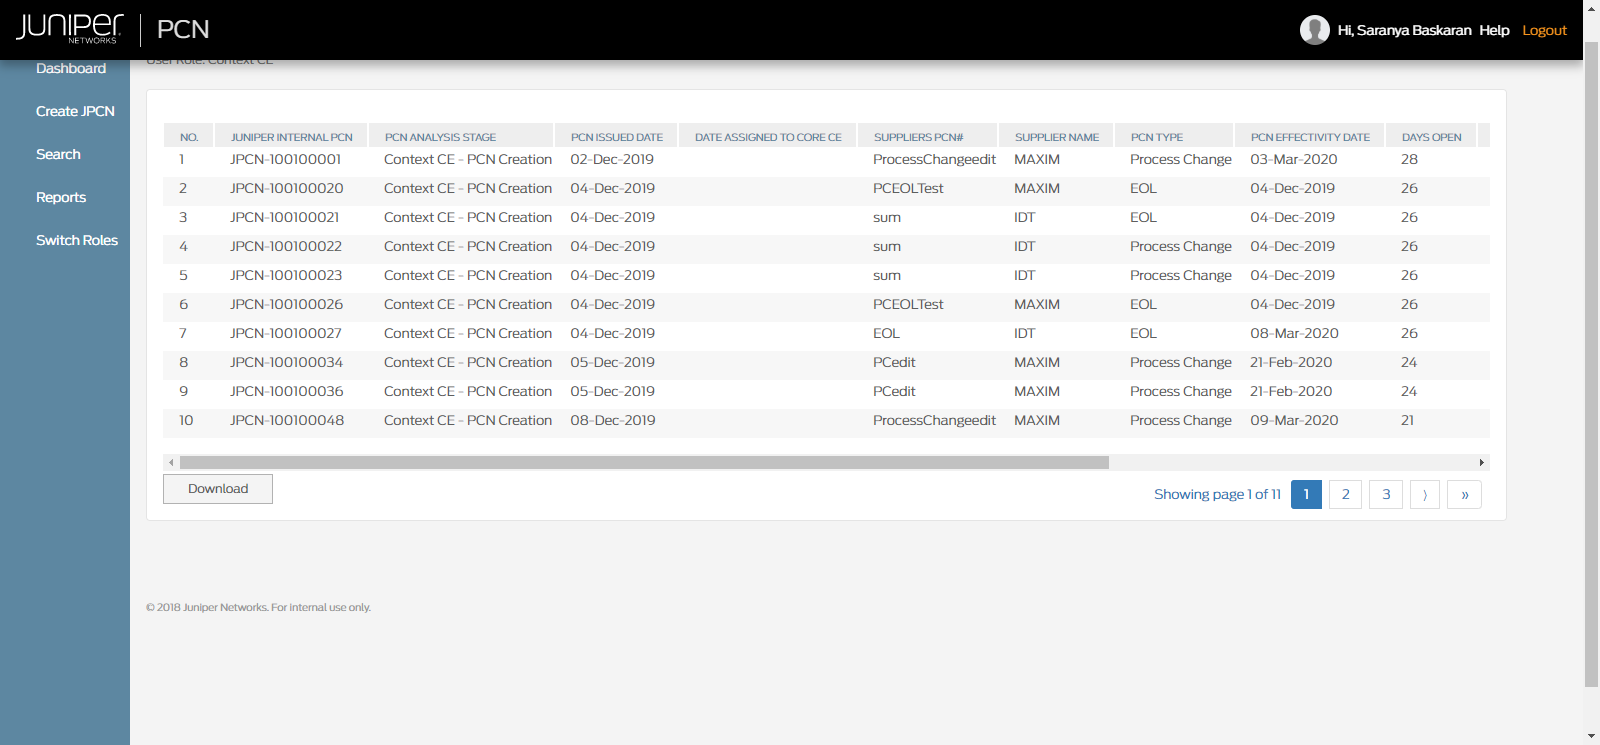 JUNIPER NETWORKS PCN Hi, Saranya Baskaran Help Logout
User Role: Context CE
Dashboard
Create JPCN
Search
Reports
Switch Roles
NO. JUNIPER INTERNAL PCN PCN ANALYSIS STAGE PCN ISSUED DATE DATE ASSIGNED TO CORE CE SUPPLIERS PCN# SUPPLIER NAME PCN TYPE PCN EFFECTIVITY DATE DAYS OPEN
1 JPCN-100100001 Context CE - PCN Creation 02-Dec-2019 ProcessChangeedit MAXIM Process Change 03-Mar-2020 28
2 JPCN-100100020 Context CE - PCN Creation 04-Dec-2019 PCEOLTest MAXIM EOL 04-Dec-2019 26
3 JPCN-100100021 Context CE - PCN Creation 04-Dec-2019 sum IDT EOL 04-Dec-2019 26
4 JPCN-100100022 Context CE - PCN Creation 04-Dec-2019 sum IDT Process Change 04-Dec-2019 26
5 JPCN-100100023 Context CE - PCN Creation 04-Dec-2019 sum IDT Process Change 04-Dec-2019 26
6 JPCN-100100026 Context CE - PCN Creation 04-Dec-2019 PCEOLTest MAXIM EOL 04-Dec-2019 26
7 JPCN-100100027 Context CE - PCN Creation 04-Dec-2019 EOL IDT EOL 08-Mar-2020 26
8 JPCN-100100034 Context CE - PCN Creation 05-Dec-2019 PCedit MAXIM Process Change 21-Feb-2020 24
9 JPCN-100100036 Context CE - PCN Creation 05-Dec-2019 PCedit MAXIM Process Change 21-Feb-2020 24
10 JPCN-100100048 Context CE - PCN Creation 08-Dec-2019 ProcessChangeedit MAXIM Process Change 09-Mar-2020 21
Download
Showing page 1 of 11 1 2 3 ⟩ »
© 2018 Juniper Networks. For internal use only.